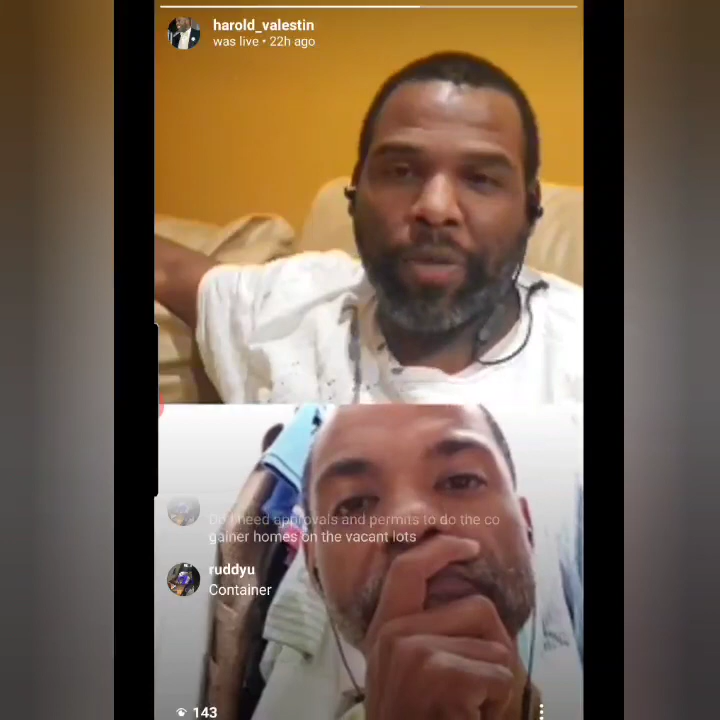 harold_valestin
was live • 22h ago
Do I need approvals and permits to do the co
gainer homes on the vacant lots
ruddyu
Container
143